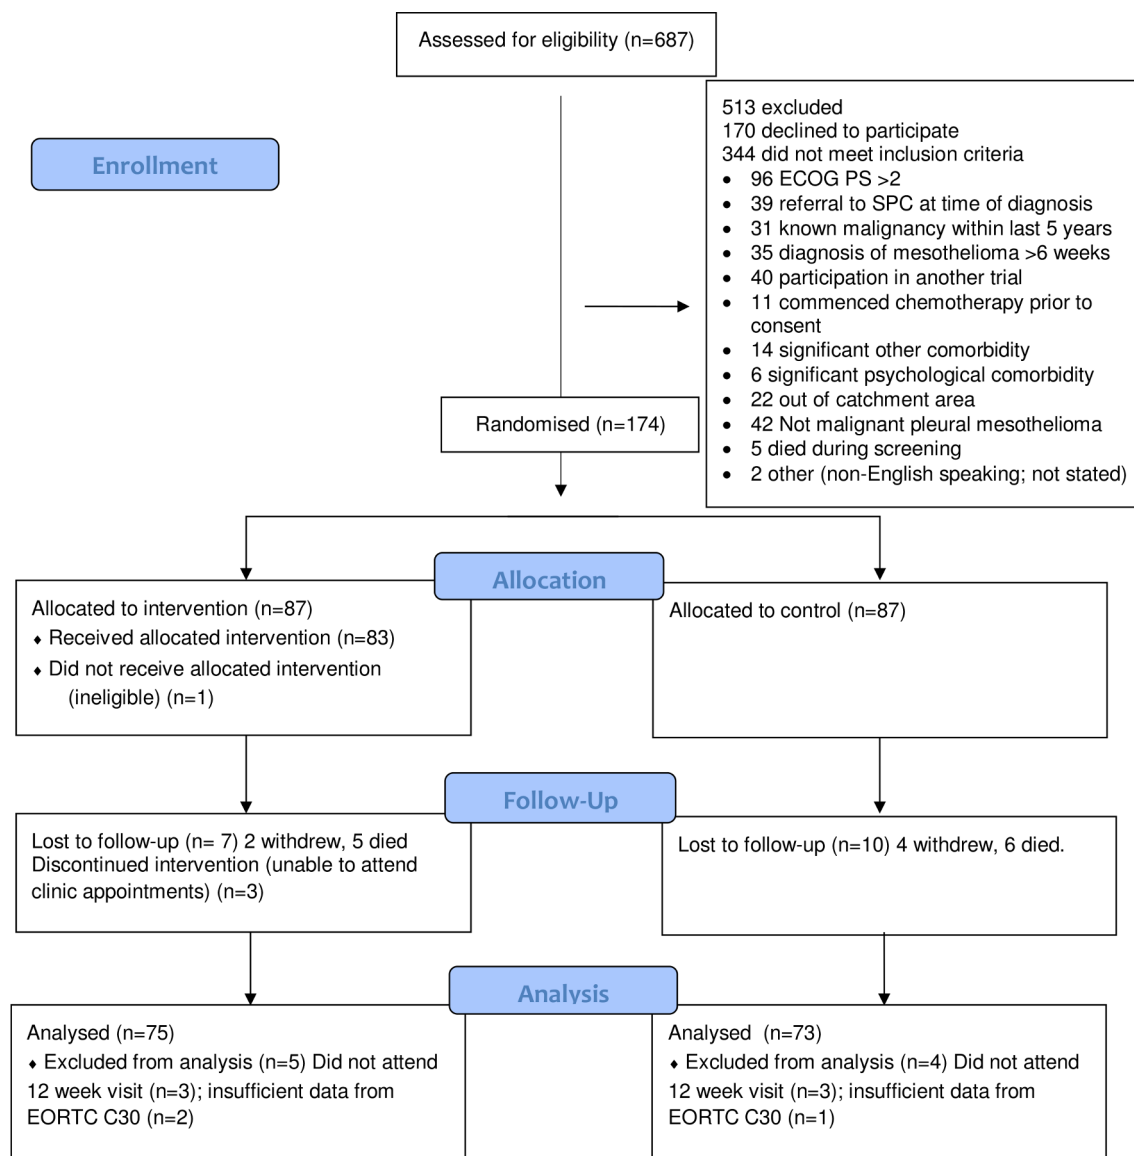 Assessed for eligibility (n=687)
513 excluded
170 declined to participate
344 did not meet inclusion criteria
• 96 ECOG PS >2
• 39 referral to SPC at time of diagnosis
• 31 known malignancy within last 5 years
• 35 diagnosis of mesothelioma >6 weeks
• 40 participation in another trial
• 11 commenced chemotherapy prior to
consent
• 14 significant other comorbidity
• 6 significant psychological comorbidity
• 22 out of catchment area
• 42 Not malignant pleural mesothelioma
• 5 died during screening
• 2 other (non-English speaking; not stated)
Enrollment
Randomised (n=174)
Allocation
Allocated to intervention (n=87)
♦ Received allocated intervention (n=83)
♦ Did not receive allocated intervention
(ineligible) (n=1)
Allocated to control (n=87)
Follow-Up
Lost to follow-up (n= 7) 2 withdrew, 5 died
Discontinued intervention (unable to attend
clinic appointments) (n=3)
Lost to follow-up (n=10) 4 withdrew, 6 died.
Analysis
Analysed (n=75)
♦ Excluded from analysis (n=5) Did not attend
12 week visit (n=3); insufficient data from
EORTC C30 (n=2)
Analysed (n=73)
♦ Excluded from analysis (n=4) Did not attend
12 week visit (n=3); insufficient data from
EORTC C30 (n=1)